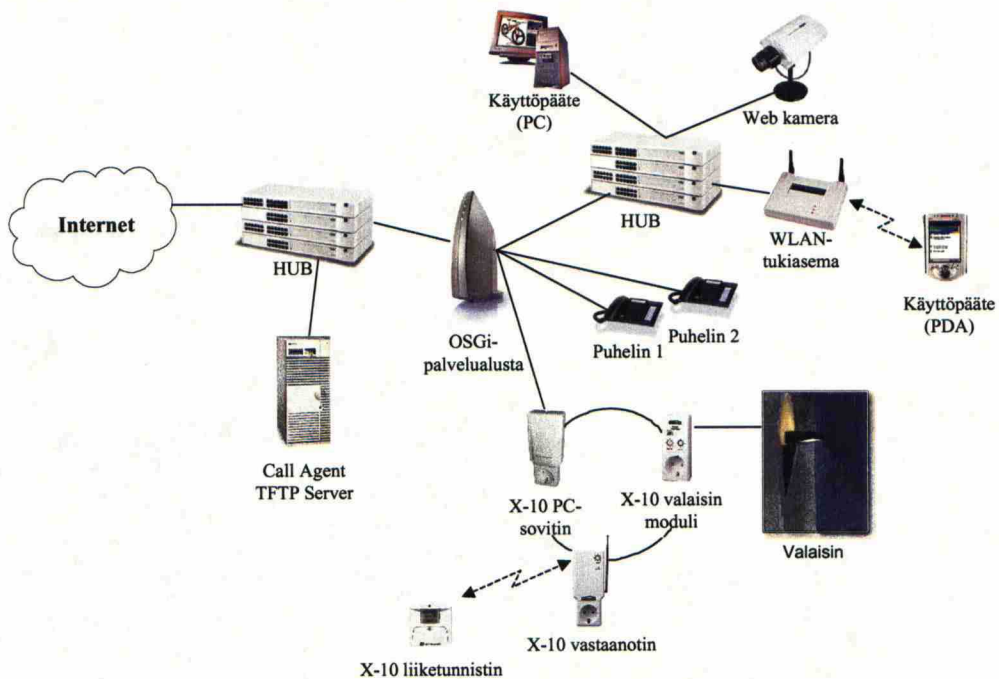 Käyttöpääte
(PC)
Web kamera
Internet
HUB
HUB
WLAN-
tukiasema
Käyttöpääte
(PDA)
OSGi-
palvelualusta
Puhelin 1
Puhelin 2
Call Agent
TFTP Server
X-10 PC-
sovitin
X-10 valaisin
moduli
Valaisin
X-10 vastaanotin
X-10 liiketunnistin